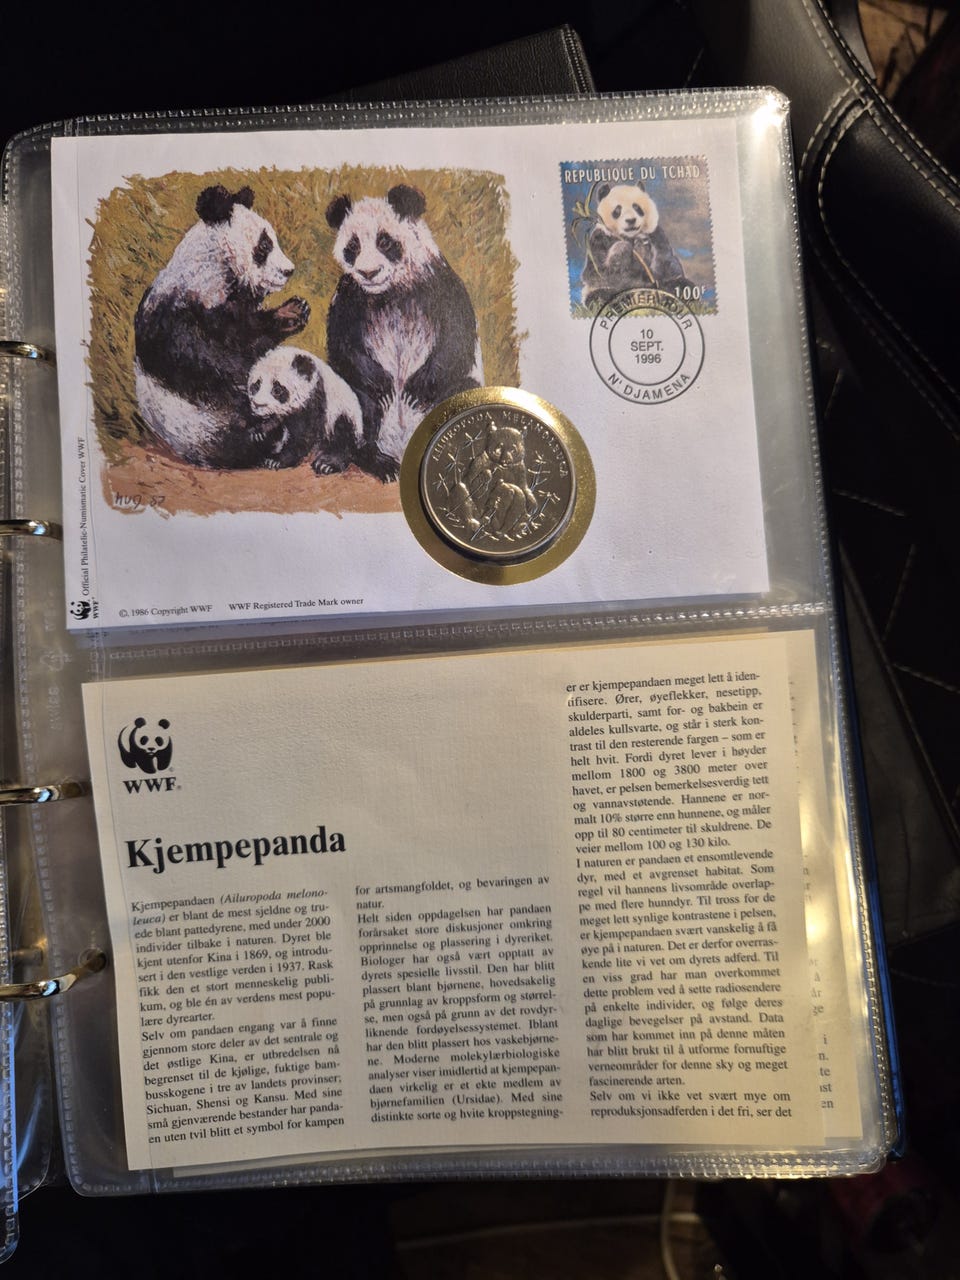 REPUBLIQUE DU TCHAD
100F
PREMIER JOUR
10
SEPT.
1996
N'DJAMENA
AILUROPODA MELANOLEUCA
HUG 87
Official Philatelic-Numismatic Cover WWF
WWF
©, 1986 Copyright WWF WWF Registered Trade Mark owner
WWF®
Kjempepanda
Kjempepandaen (Ailuropoda melono-
leuca) er blant de mest sjeldne og tru-
ede blant pattedyrene, med under 2000
individer tilbake i naturen. Dyret ble
kjent utenfor Kina i 1869, og introdu-
sert i den vestlige verden i 1937. Rask
fikk den et stort menneskelig publi-
kum, og ble én av verdens mest popu-
lære dyrearter.
Selv om pandaen engang var å finne
gjennom store deler av det sentrale og
det østlige Kina, er utbredelsen nå
begrenset til de kjølige, fuktige bam-
busskogene i tre av landets provinser;
Sichuan, Shensi og Kansu. Med sine
små gjenværende bestander har panda-
en uten tvil blitt et symbol for kampen
for artsmangfoldet, og bevaringen av
natur.
Helt siden oppdagelsen har pandaen
forårsaket store diskusjoner omkring
opprinnelse og plassering i dyreriket.
Biologer har også vært opptatt av
dyrets spesielle livsstil. Den har blitt
plassert blant bjørnene, hovedsakelig
på grunnlag av kroppsform og størrel-
se, men også på grunn av det rovdyr-
liknende fordøyelsessystemet. Iblant
har den blitt plassert hos vaskebjørne-
ne. Moderne molekylærbiologiske
analyser viser imidlertid at kjempepan-
daen virkelig er et ekte medlem av
bjørnefamilien (Ursidae). Med sine
distinkte sorte og hvite kroppstegning-
er er kjempepandaen meget lett å iden-
tifisere. Ører, øyeflekker, nesetipp,
skulderparti, samt for- og bakbein er
aldeles kullsvarte, og står i sterk kon-
trast til den resterende fargen – som er
helt hvit. Fordi dyret lever i høyder
mellom 1800 og 3800 meter over
havet, er pelsen bemerkelsesverdig tett
og vannavstøtende. Hannene er nor-
malt 10% større enn hunnene, og måler
opp til 80 centimeter til skuldrene. De
veier mellom 100 og 130 kilo.
I naturen er pandaen et ensomtlevende
dyr, med et avgrenset habitat. Som
regel vil hannens livsområde overlap-
pe med flere hunndyr. Til tross for de
meget lett synlige kontrastene i pelsen,
er kjempepandaen svært vanskelig å få
øye på i naturen. Det er derfor overras-
kende lite vi vet om dyrets adferd. Til
en viss grad har man overkommet
dette problem ved å sette radiosendere
på enkelte individer, og følge deres
daglige bevegelser på avstand. Data
som har kommet inn på denne måten
har blitt brukt til å utforme fornuftige
verneområder for denne sky og meget
fascinerende arten.
Selv om vi ikke vet svært mye om
reproduksjonsadferden i det fri, ser det